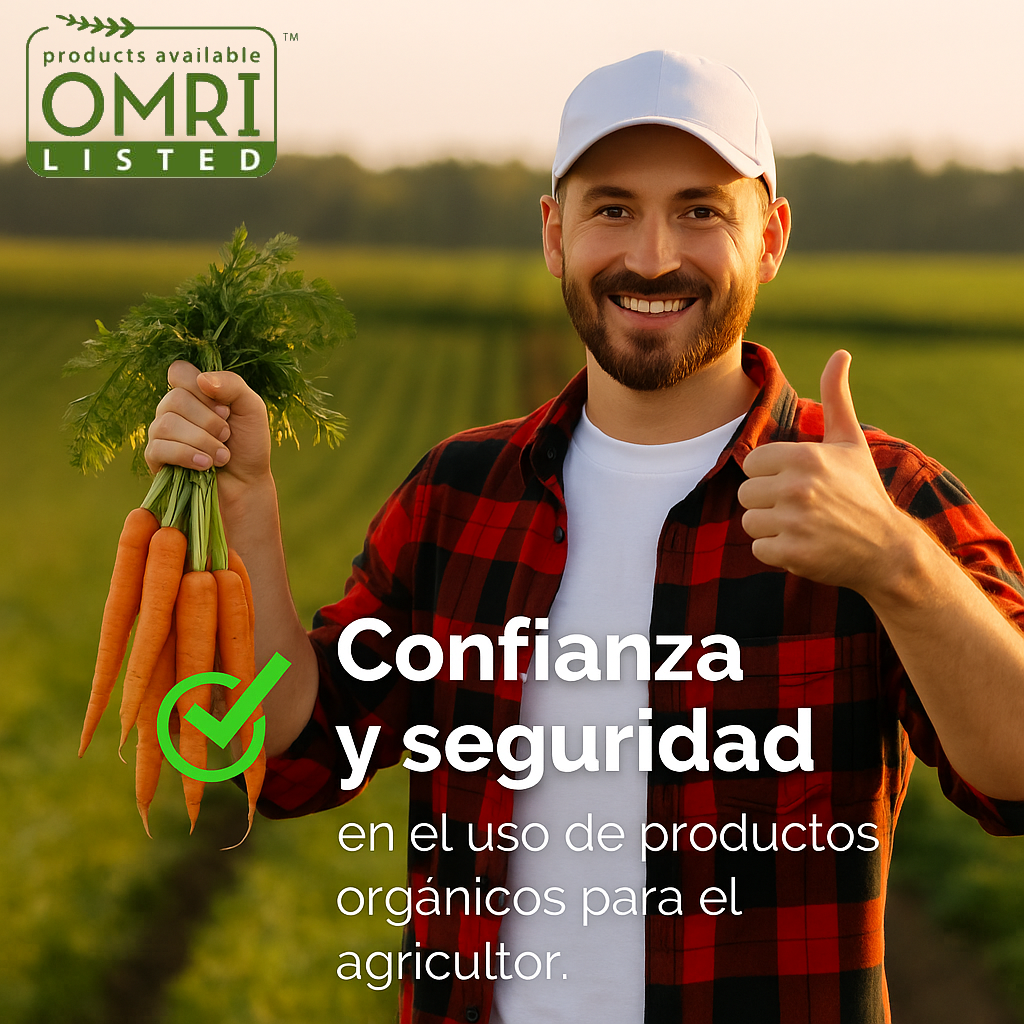 products available
OMRI
LISTED
TM
Confianza
y seguridad
en el uso de productos
orgánicos para el
agricultor.